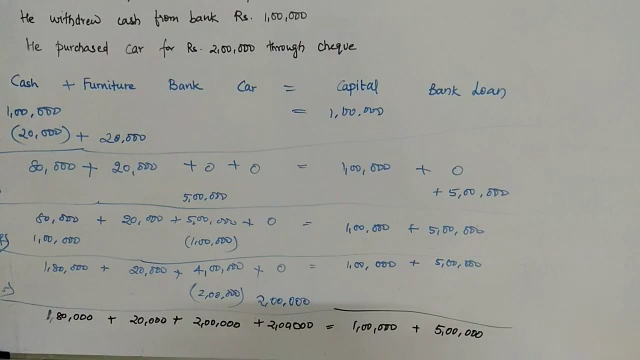 He withdrew cash from bank Rs. 1,00,000
He purchased car for Rs. 2,00,000 through cheque
Cash + Furniture Bank Car = Capital Bank Loan
1,00,000 = 1,00,000
(20,000) + 20,000
80,000 + 20,000 + 0 + 0 = 1,00,000 + 0
5,00,000 + 5,00,000
80,000 + 20,000 + 5,00,000 + 0 = 1,00,000 + 5,00,000
1,00,000 (1,00,000)
1,80,000 + 20,000 + 4,00,000 + 0 = 1,00,000 + 5,00,000
(2,00,000) 2,00,000
1,80,000 + 20,000 + 2,00,000 + 2,00,000 = 1,00,000 + 5,00,000